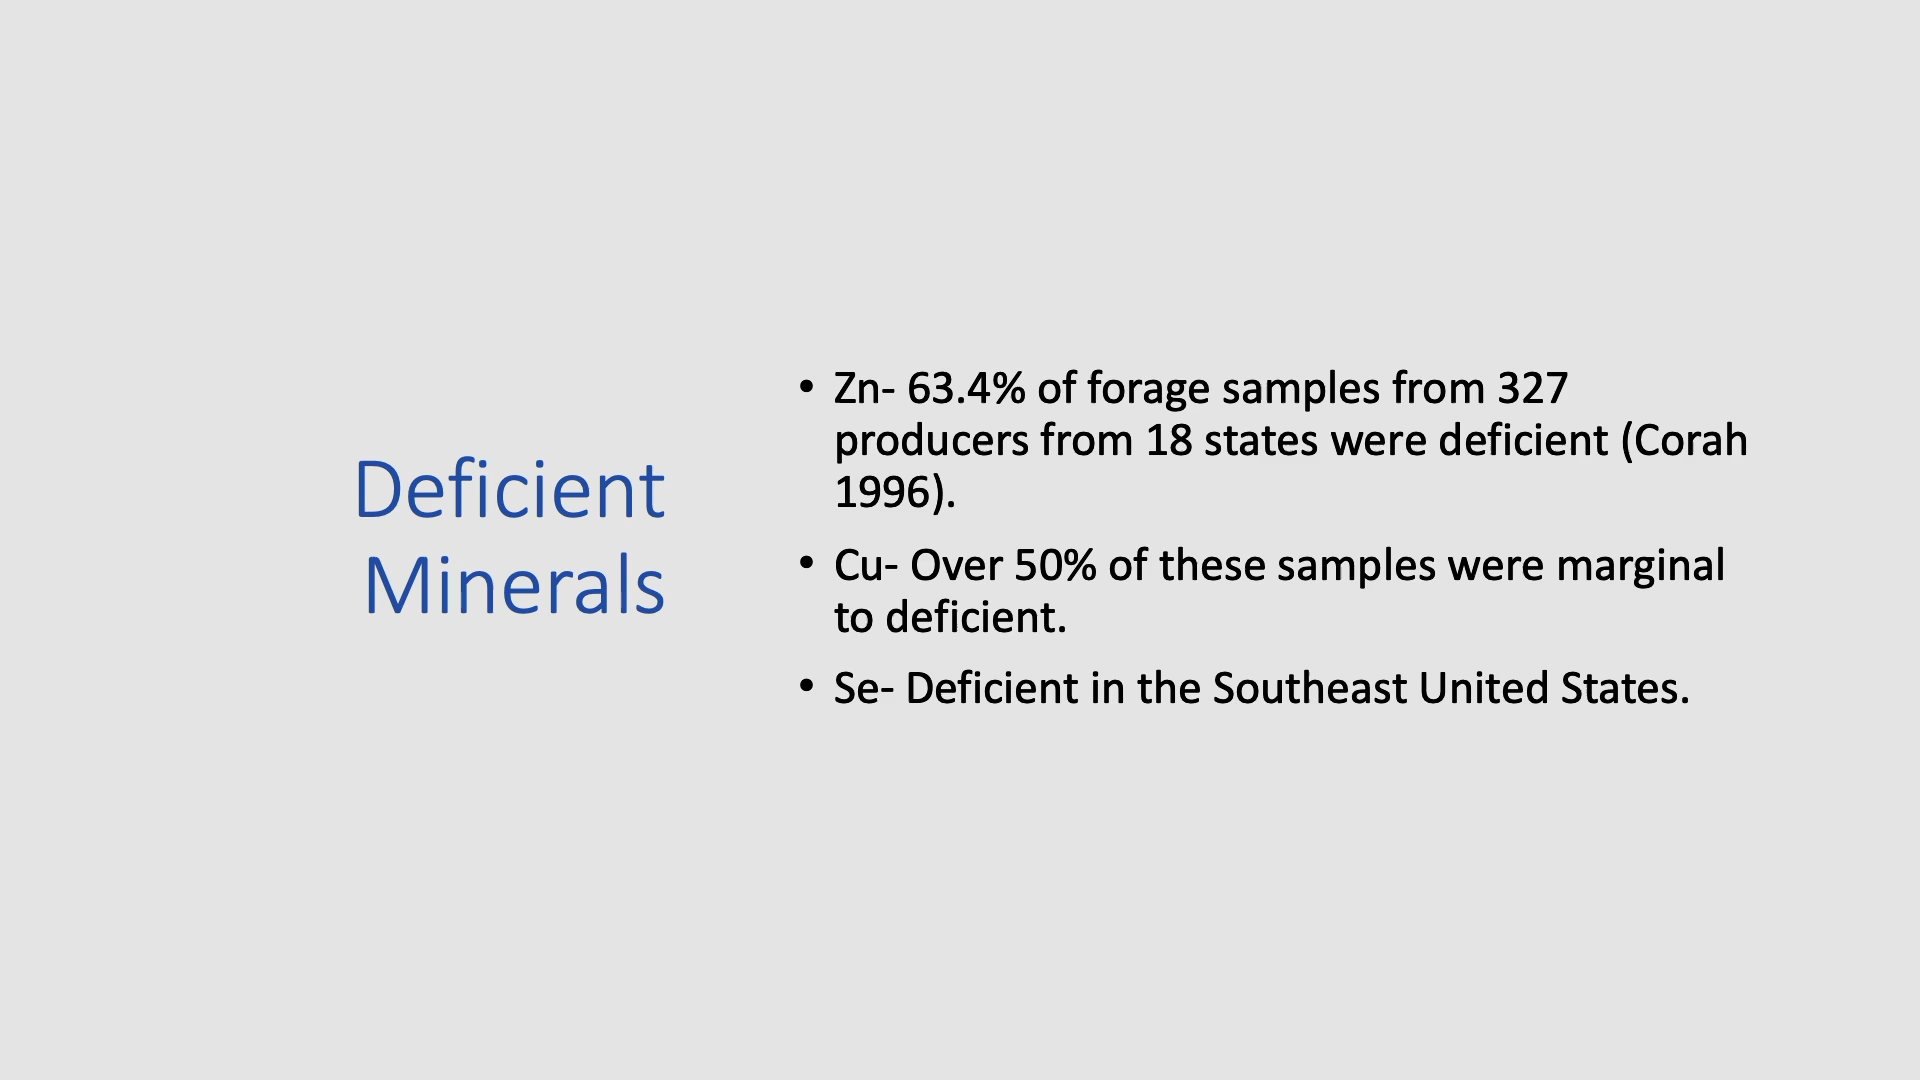 Deficient
Minerals
• Zn- 63.4% of forage samples from 327
producers from 18 states were deficient (Corah
1996).
• Cu- Over 50% of these samples were marginal
to deficient.
• Se- Deficient in the Southeast United States.